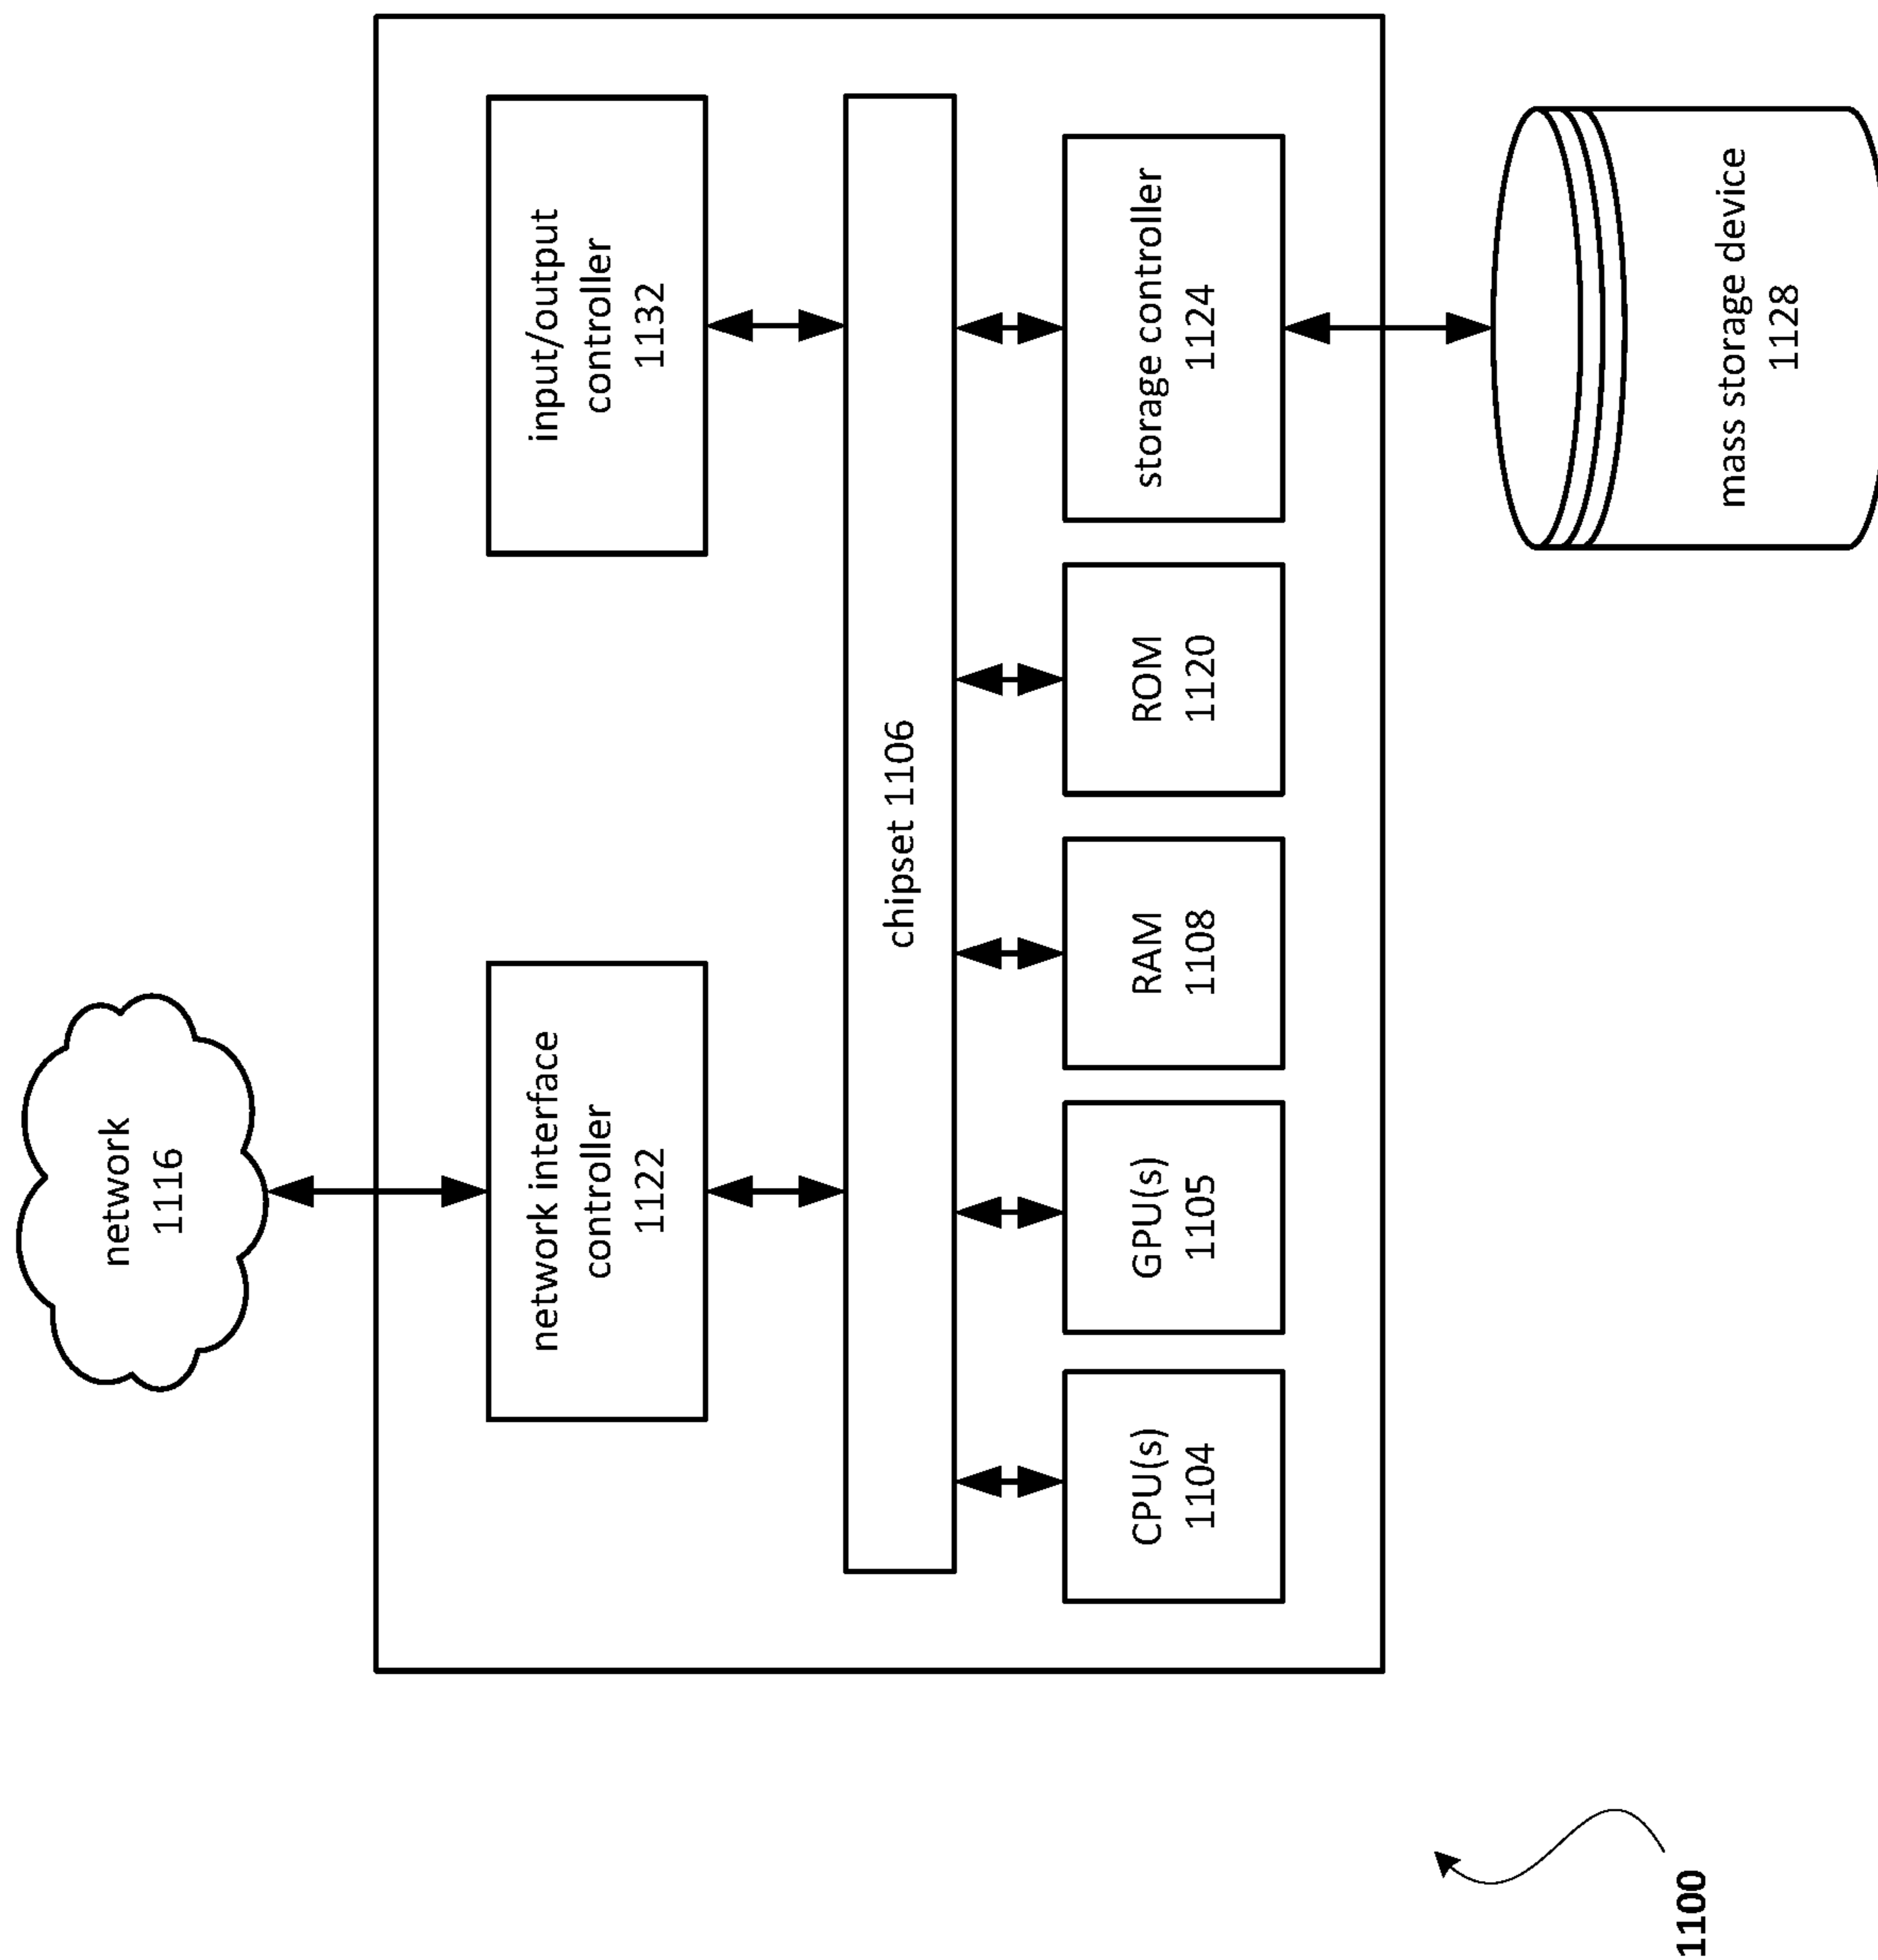 network
1116
network interface
controller
1122
input/output
controller
1132
chipset 1106
CPU(s)
1104
GPU(s)
1105
RAM
1108
ROM
1120
storage controller
1124
mass storage device
1128
1100